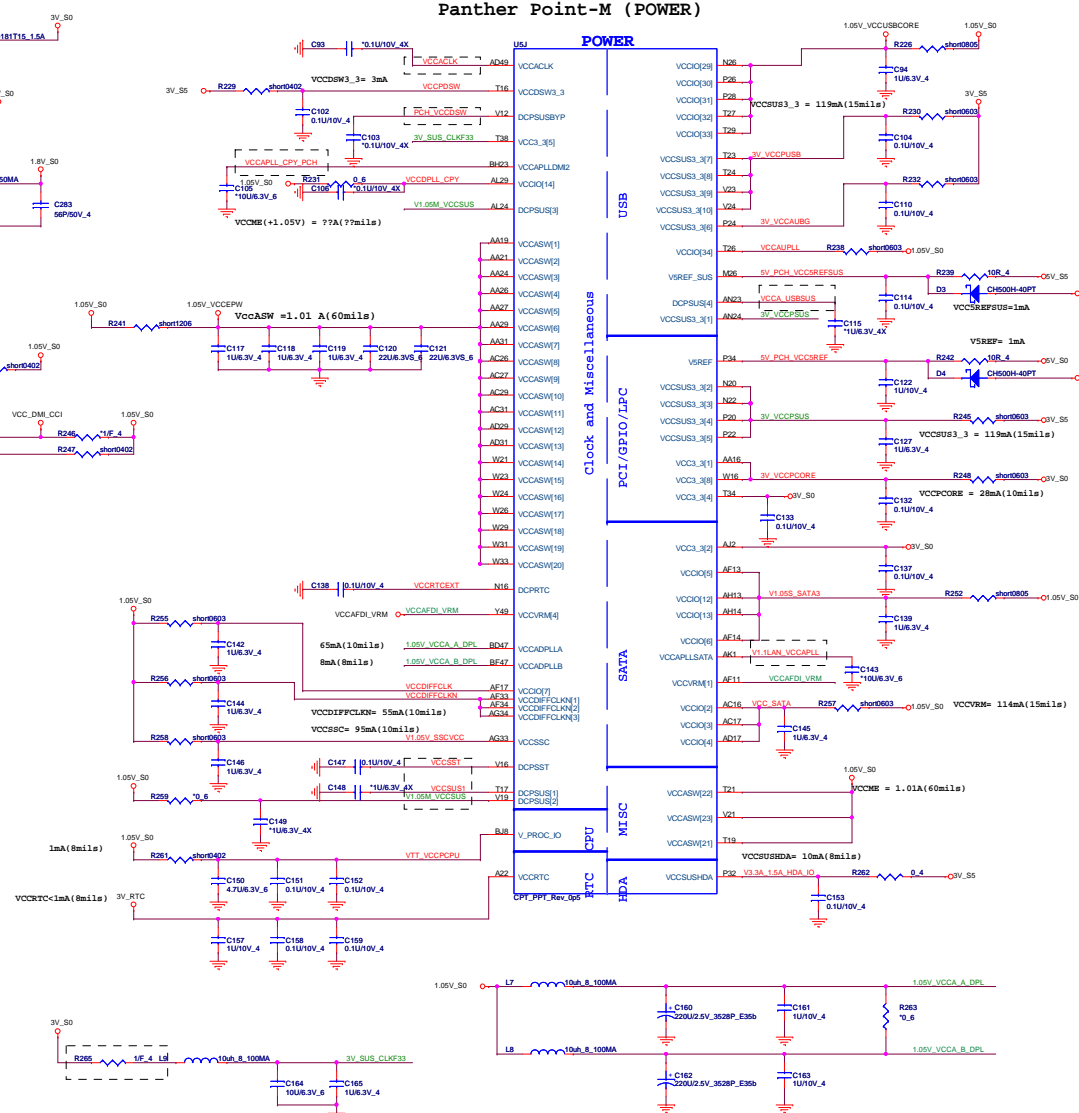 Panther Point-M (POWER)
3V_S0
181T15_1.5A
_S0
1.8V_S0
50MA
C283
56P/50V_4
1.05V_S0
short0402
VCC_DMI_CCI
1.05V_S0
R246
*1/F_4
R247
short0402
U5J
POWER
C93
*0.1U/10V_4X
VCCACLK
AD49
VCCACLK
VCCDSW3_3= 3mA
3V_S5
R229
short0402
VCCPDSW
T16
VCCDSW3_3
C102
0.1U/10V_4
PCH_VCCDSW
V12
DCPSUSBYP
C103
*0.1U/10V_4X
3V_SUS_CLKF33
T38
VCC3_3[5]
VCCAPLL_CPY_PCH
BH23
VCCAPLLDMI2
C105
*10U/6.3V_6
1.05V_S0
R231
0_6
VCCDPLL_CPY
AL29
VCCIO[14]
C106
*0.1U/10V_4X
V1.05M_VCCSUS
AL24
DCPSUS[3]
VCCME(+1.05V) = ??A(??mils)
AA19
VCCASW[1]
AA21
VCCASW[2]
AA24
VCCASW[3]
AA26
VCCASW[4]
AA27
VCCASW[5]
AA29
VCCASW[6]
AA31
VCCASW[7]
AC26
VCCASW[8]
AC27
VCCASW[9]
AC29
VCCASW[10]
AC31
VCCASW[11]
AD29
VCCASW[12]
AD31
VCCASW[13]
W21
VCCASW[14]
W23
VCCASW[15]
W24
VCCASW[16]
W26
VCCASW[17]
W29
VCCASW[18]
W31
VCCASW[19]
W33
VCCASW[20]
1.05V_S0
R241
short1206
1.05V_VCCEPW
VccASW =1.01 A(60mils)
C117
1U/6.3V_4
C118
1U/6.3V_4
C119
1U/6.3V_4
C120
22U/6.3VS_6
C121
22U/6.3VS_6
C138
0.1U/10V_4
VCCRTCEXT
N16
DCPRTC
VCCAFDI_VRM
VCCAFDI_VRM
Y49
VCCVRM[4]
65mA(10mils)
1.05V_VCCA_A_DPL
BD47
VCCADPLLA
8mA(8mils)
1.05V_VCCA_B_DPL
BF47
VCCADPLLB
1.05V_S0
R255
short0603
C142
1U/6.3V_4
VCCDIFFCLK
AF17
VCCIO[7]
R256
short0603
C144
1U/6.3V_4
VCCDIFFCLKN
AF33
VCCDIFFCLKN[1]
AF34
VCCDIFFCLKN[2]
AG34
VCCDIFFCLKN[3]
VCCDIFFCLKN= 55mA(10mils)
VCCSSC= 95mA(10mils)
R258
short0603
V1.05V_SSCVCC
AG33
VCCSSC
C146
1U/6.3V_4
C147
0.1U/10V_4
VCCSST
V16
DCPSST
C148
*1U/6.3V_4X
VCCSUS1
T17
DCPSUS[1]
1.05V_S0
R259
*0_6
V1.05M_VCCSUS
V19
DCPSUS[2]
C149
*1U/6.3V_4X
1mA(8mils)
1.05V_S0
R261
short0402
VTT_VCCPCPU
BJ8
V_PROC_IO
C150
4.7U/6.3V_6
C151
0.1U/10V_4
C152
0.1U/10V_4
VCCRTC<1mA(8mils)
3V_RTC
A22
VCCRTC
C157
1U/10V_4
C158
0.1U/10V_4
C159
0.1U/10V_4
CPT_PPT_Rev_0p5
Clock and Miscellaneous
USB
PCI/GPIO/LPC
SATA
MISC
CPU
RTC
HDA
1.05V_VCCUSBCORE
1.05V_S0
R226
short0805
C94
1U/6.3V_4
VCCIO[29]
N26
VCCIO[30]
P26
VCCIO[31]
P28
VCCIO[32]
T27
VCCIO[33]
T29
VCCSUS3_3 = 119mA(15mils)
3V_S5
R230
short0603
C104
0.1U/10V_4
VCCSUS3_3[7]
T23
3V_VCCPUSB
VCCSUS3_3[8]
T24
VCCSUS3_3[9]
V23
VCCSUS3_3[10]
V24
VCCSUS3_3[6]
P24
3V_VCCAUBG
R232
short0603
C110
0.1U/10V_4
VCCIO[34]
T26
VCCAUPLL
R238
short0603
1.05V_S0
V5REF_SUS
M26
5V_PCH_VCC5REFSUS
R239
10R_4
5V_S5
D3
CH500H-40PT
C114
0.1U/10V_4
VCC5REFSUS=1mA
DCPSUS[4]
AN23
VCCA_USBSUS
VCCSUS3_3[1]
AN24
3V_VCCPSUS
C115
*1U/6.3V_4X
V5REF= 1mA
V5REF
P34
5V_PCH_VCC5REF
R242
10R_4
5V_S0
D4
CH500H-40PT
C122
1U/10V_4
VCCSUS3_3[2]
N20
VCCSUS3_3[3]
N22
VCCSUS3_3[4]
P20
3V_VCCPSUS
R245
short0603
3V_S5
VCCSUS3_3[5]
P22
VCCSUS3_3 = 119mA(15mils)
C127
1U/6.3V_4
VCC3_3[1]
AA16
VCC3_3[8]
W16
3V_VCCPCORE
R248
short0603
3V_S0
VCCPCORE = 28mA(10mils)
C132
0.1U/10V_4
VCC3_3[4]
T34
3V_S0
C133
0.1U/10V_4
VCC3_3[2]
AJ2
3V_S0
C137
0.1U/10V_4
VCCIO[5]
AF13
VCCIO[12]
AH13
V1.05S_SATA3
R252
short0805
1.05V_S0
VCCIO[13]
AH14
C139
1U/6.3V_4
VCCIO[6]
AF14
VCCAPLLSATA
AK1
V1.1LAN_VCCAPLL
C143
*10U/6.3V_6
VCCVRM[1]
AF11
VCCAFDI_VRM
VCCVRM= 114mA(15mils)
VCCIO[2]
AC16
VCC_SATA
R257
short0603
1.05V_S0
VCCIO[3]
AC17
C145
1U/6.3V_4
VCCIO[4]
AD17
1.05V_S0
VCCASW[22]
T21
VCCME = 1.01A(60mils)
VCCASW[23]
V21
VCCASW[21]
T19
VCCSUSHDA= 10mA(8mils)
VCCSUSHDA
P32
V3.3A_1.5A_HDA_IO
R262
0_4
3V_S5
C153
0.1U/10V_4
1.05V_S0
L7
10uh_8_100MA
1.05V_VCCA_A_DPL
+
C160
220U/2.5V_3528P_E35b
C161
1U/10V_4
R263
*0_6
L8
10uh_8_100MA
1.05V_VCCA_B_DPL
+
C162
220U/2.5V_3528P_E35b
C163
1U/10V_4
3V_S0
R265
1/F_4
L9
10uh_8_100MA
3V_SUS_CLKF33
C164
10U/6.3V_6
C165
1U/6.3V_4